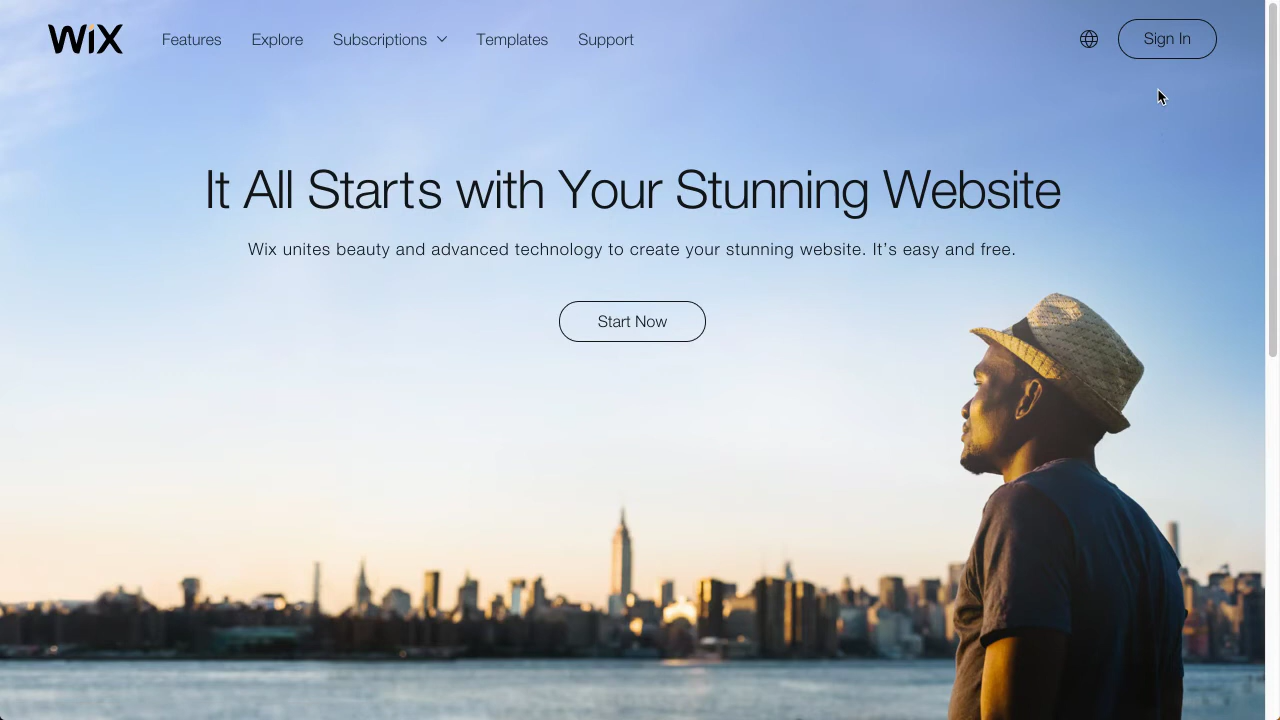 WiX
Features
Explore
Subscriptions
Templates
Support
Sign In
It All Starts with Your Stunning Website
Wix unites beauty and advanced technology to create your stunning website. It's easy and free.
Start Now